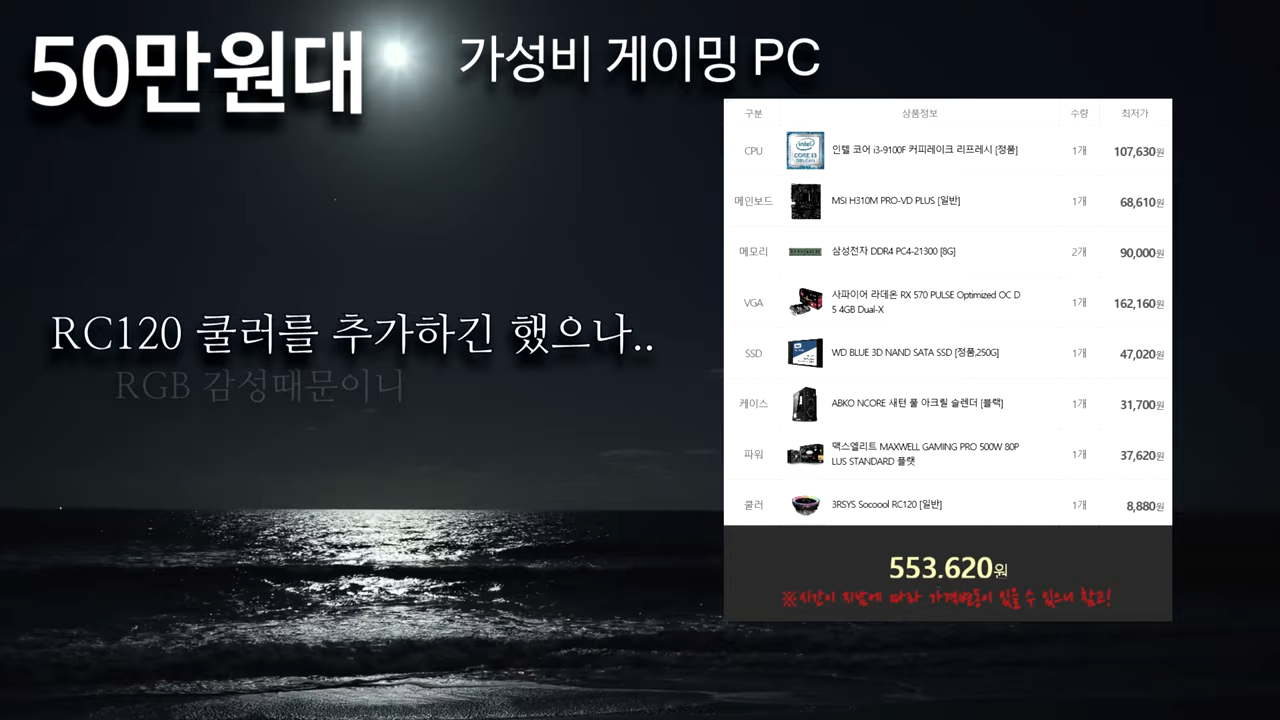 50만원대
가성비 게이밍 PC
구분 상품정보 수량 최저가
CPU 인텔 코어 i3-9100F 커피레이크 리프레시 [정품] 1개 107,630원
메인보드 MSI H310M PRO-VD PLUS [일반] 1개 68,610원
메모리 삼성전자 DDR4 PC4-21300 [8G] 2개 90,000원
VGA 사파이어 라데온 RX 570 PULSE Optimized OC D
5 4GB Dual-X 1개 162,160원
SSD WD BLUE 3D NAND SATA SSD [정품,250G] 1개 47,020원
케이스 ABKO NCORE 새턴 풀 아크릴 슬렌더 [블랙] 1개 31,700원
파워 맥스엘리트 MAXWELL GAMING PRO 500W 80P
LUS STANDARD 플랫 1개 37,620원
쿨러 3RSYS Socoool RC120 [일반] 1개 8,880원
553,620원
※시간이 지남에 따라 가격변동이 있을 수 있으니 참고!
RC120 쿨러를 추가하긴 했으나..
RGB 감성때문이니